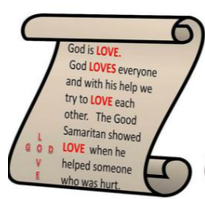 God is LOVE.
God LOVES everyone
and with his help we
try to LOVE each
other. The Good
Samaritan showed
LOVE when he
helped someone
who was hurt.
L
G O D
V
E